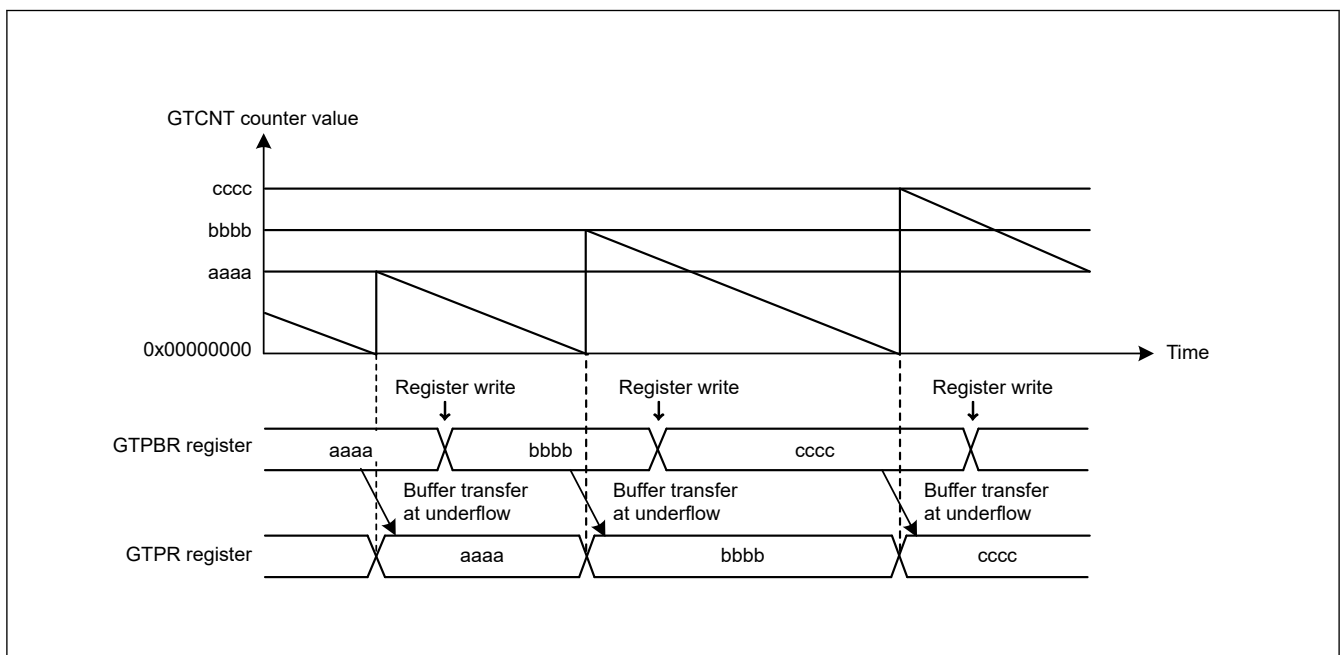 GTCNT counter value
cccc
bbbb
aaaa
0x00000000
Time
Register write
Register write
Register write
GTPBR register
aaaa
bbbb
cccc
Buffer transfer
at underflow
Buffer transfer
at underflow
Buffer transfer
at underflow
GTPR register
aaaa
bbbb
cccc